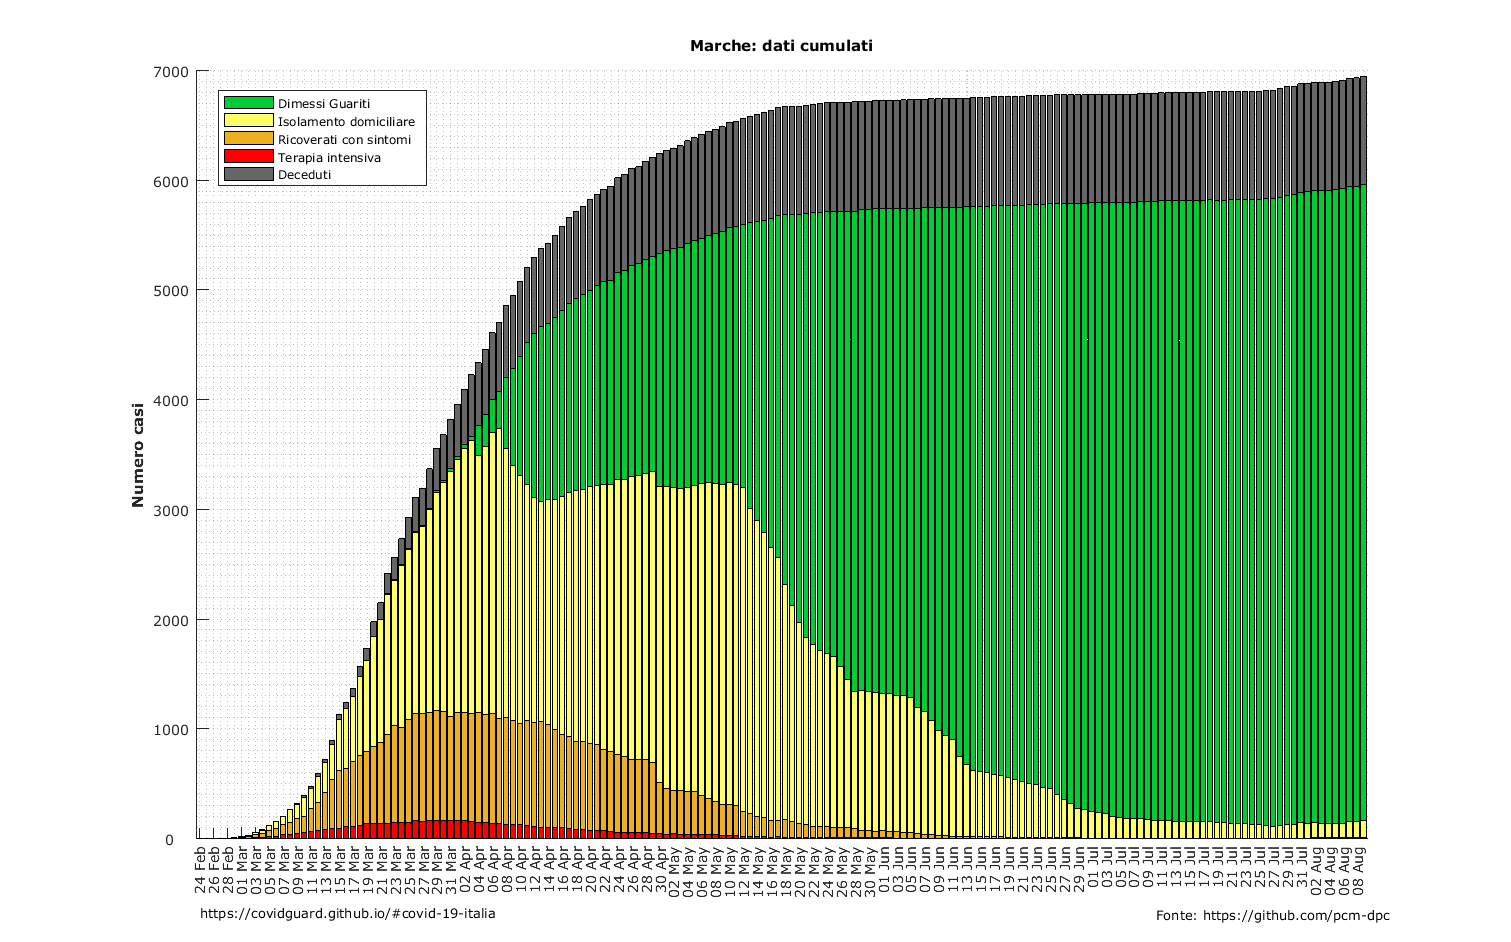 Marche: dati cumulati
7000
6000
5000
4000
3000
2000
1000
0
Numero casi
Dimessi Guariti
Isolamento domiciliare
Ricoverati con sintomi
Terapia intensiva
Deceduti
24 Feb
26 Feb
28 Feb
01 Mar
03 Mar
05 Mar
07 Mar
09 Mar
11 Mar
13 Mar
15 Mar
17 Mar
19 Mar
21 Mar
23 Mar
25 Mar
27 Mar
29 Mar
31 Mar
02 Apr
04 Apr
06 Apr
08 Apr
10 Apr
12 Apr
14 Apr
16 Apr
18 Apr
20 Apr
22 Apr
24 Apr
26 Apr
28 Apr
30 Apr
02 May
04 May
06 May
08 May
10 May
12 May
14 May
16 May
18 May
20 May
22 May
24 May
26 May
28 May
30 May
01 Jun
03 Jun
05 Jun
07 Jun
09 Jun
11 Jun
13 Jun
15 Jun
17 Jun
19 Jun
21 Jun
23 Jun
25 Jun
27 Jun
29 Jun
01 Jul
03 Jul
05 Jul
07 Jul
09 Jul
11 Jul
13 Jul
15 Jul
17 Jul
19 Jul
21 Jul
23 Jul
25 Jul
27 Jul
29 Jul
31 Jul
02 Aug
04 Aug
06 Aug
08 Aug
https://covidguard.github.io/#covid-19-italia
Fonte: https://github.com/pcm-dpc